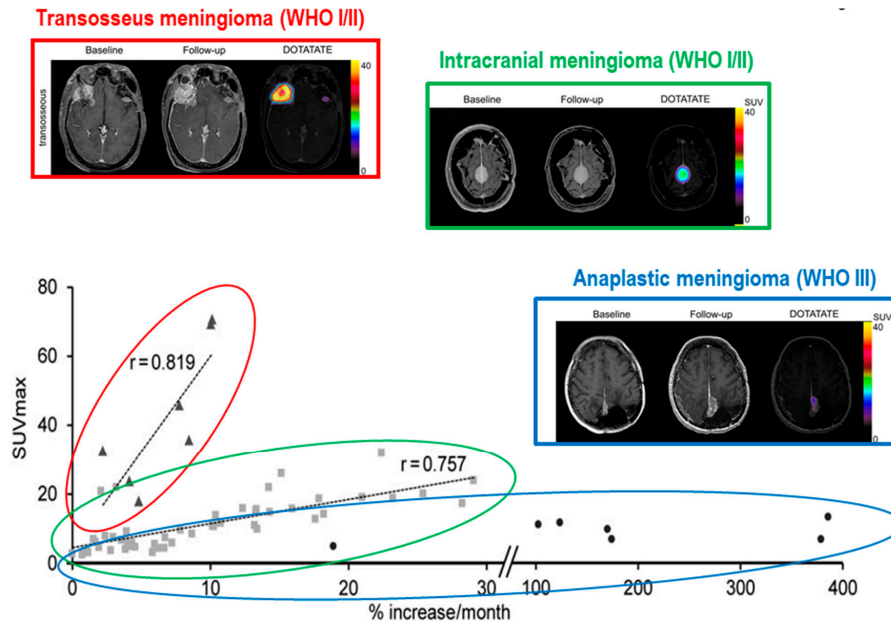 Transosseus meningioma (WHO I/II)
Baseline Follow-up DOTATATE
transosseous
40
0
Intracranial meningioma (WHO I/II)
SUV
Baseline Follow-up DOTATATE
40
0
Anaplastic meningioma (WHO III)
Baseline Follow-up DOTATATE SUV
40
0
80
60
40
20
0
SUVmax
r=0.819
r=0.757
0 10 20 30 100 200 300 400
% increase/month